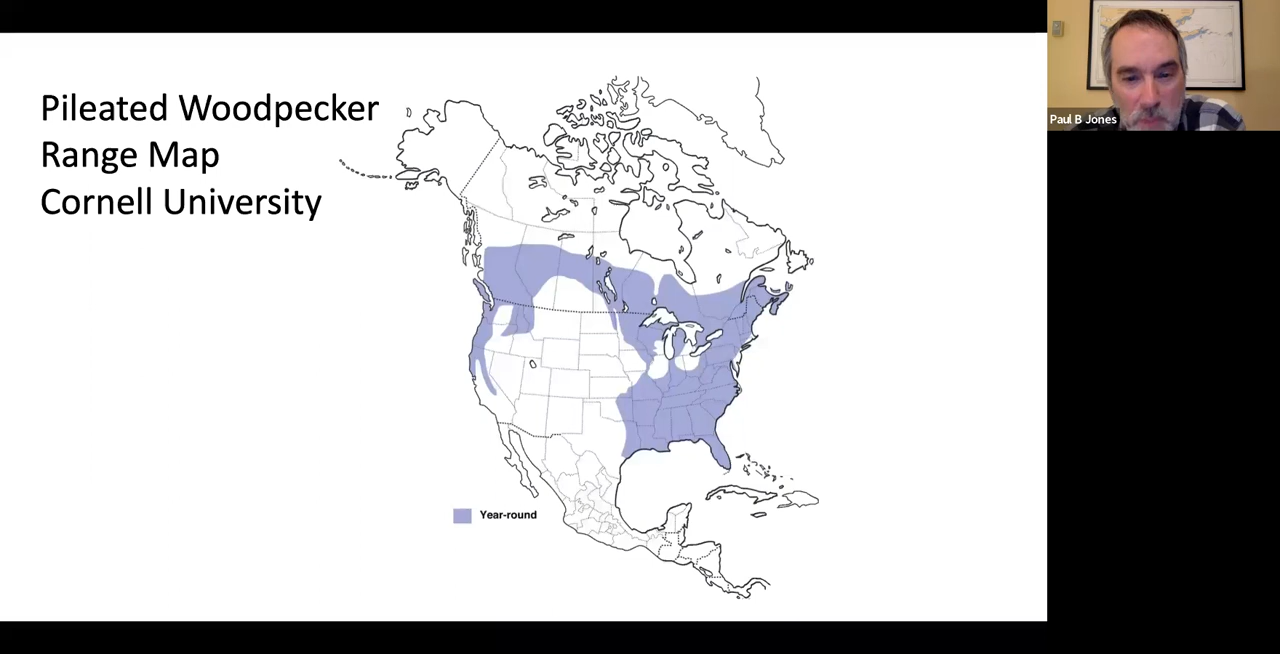 Pileated Woodpecker
Range Map
Cornell University
Year-round
Paul B Jones